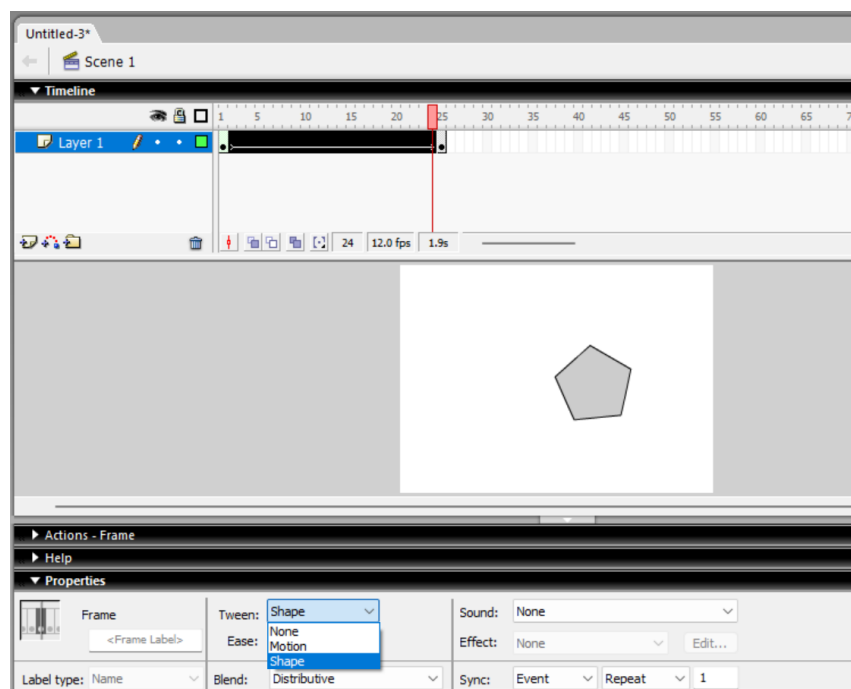 Untitled-3*
Scene 1
Timeline
1 5 10 15 20 25 30 35 40 45 50 55 60 65
Layer 1
24 12.0 fps 1.9s
Actions - Frame
Help
Properties
Frame Tween: Shape Sound: None
<Frame Label> Ease: None Effect: None Edit...
Motion
Shape
Label type: Name Blend: Distributive Sync: Event Repeat 1